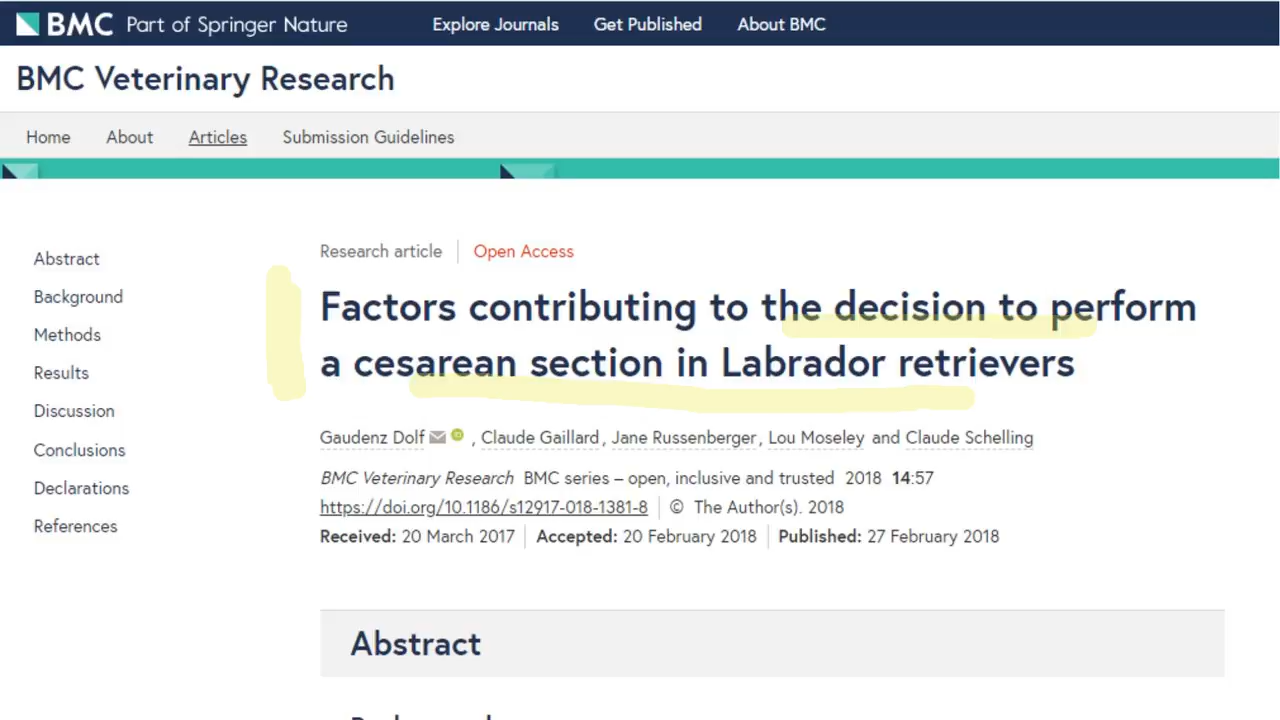 BMC Part of Springer Nature Explore Journals Get Published About BMC
BMC Veterinary Research
Home About Articles Submission Guidelines
Abstract
Background
Methods
Results
Discussion
Conclusions
Declarations
References
Research article Open Access
Factors contributing to the decision to perform
a cesarean section in Labrador retrievers
Gaudenz Dolf , Claude Gaillard, Jane Russenberger, Lou Moseley and Claude Schelling
BMC Veterinary Research BMC series – open, inclusive and trusted 2018 14:57
https://doi.org/10.1186/s12917-018-1381-8 © The Author(s). 2018
Received: 20 March 2017 Accepted: 20 February 2018 Published: 27 February 2018
Abstract